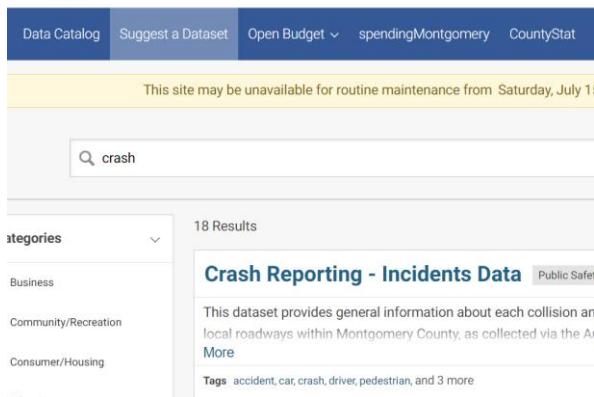 Data Catalog Suggest a Dataset Open Budget spendingMontgomery CountyStat
This site may be unavailable for routine maintenance from Saturday, July 1
crash
18 Results
ategories
Business
Community/Recreation
Consumer/Housing
Crash Reporting - Incidents Data Public Safe
This dataset provides general information about each collision an
local roadways within Montgomery County, as collected via the A
More
Tags accident, car, crash, driver, pedestrian, and 3 more